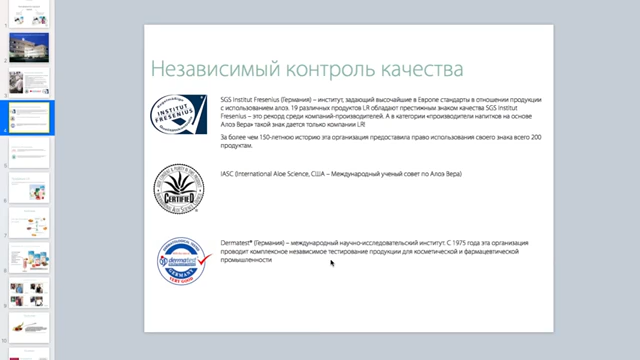 Независимый контроль качества
SGS Institut Fresenius (Германия) – институт, задающий высочайшие в Европе стандарты в отношении продукции
с использованием алоэ. 19 различных продуктов LR обладают престижным знаком качества SGS Institut
Fresenius – это рекорд среди компаний-производителей. А в категории «производители напитков на основе
Алоэ Вера» такой знак дается только компании LR!
За более чем 150-летнюю историю эта организация предоставила право использования своего знака всего 200
продуктам.
INSTITUT
FRESENIUS
IASC (International Aloe Science, США – Международный ученый совет по Алоэ Вера)
CERTIFIED
Dermatest® (Германия) – международный научно-исследовательский институт. С 1975 года эта организация
проводит комплексное независимое тестирование продукции для косметической и фармацевтической
промышленности
dermatest
GERMANY
VERY GOOD